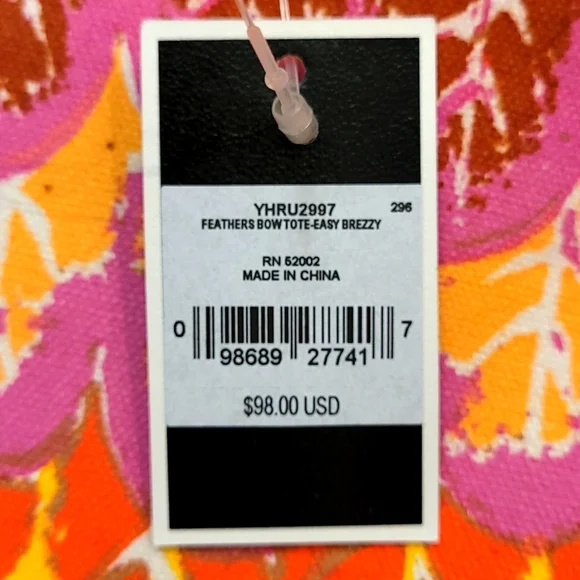 YHRU2997 296
FEATHERS BOW TOTE-EASY BREZZY
RN 52002
MADE IN CHINA
0 98689 27741 7
$98.00 USD